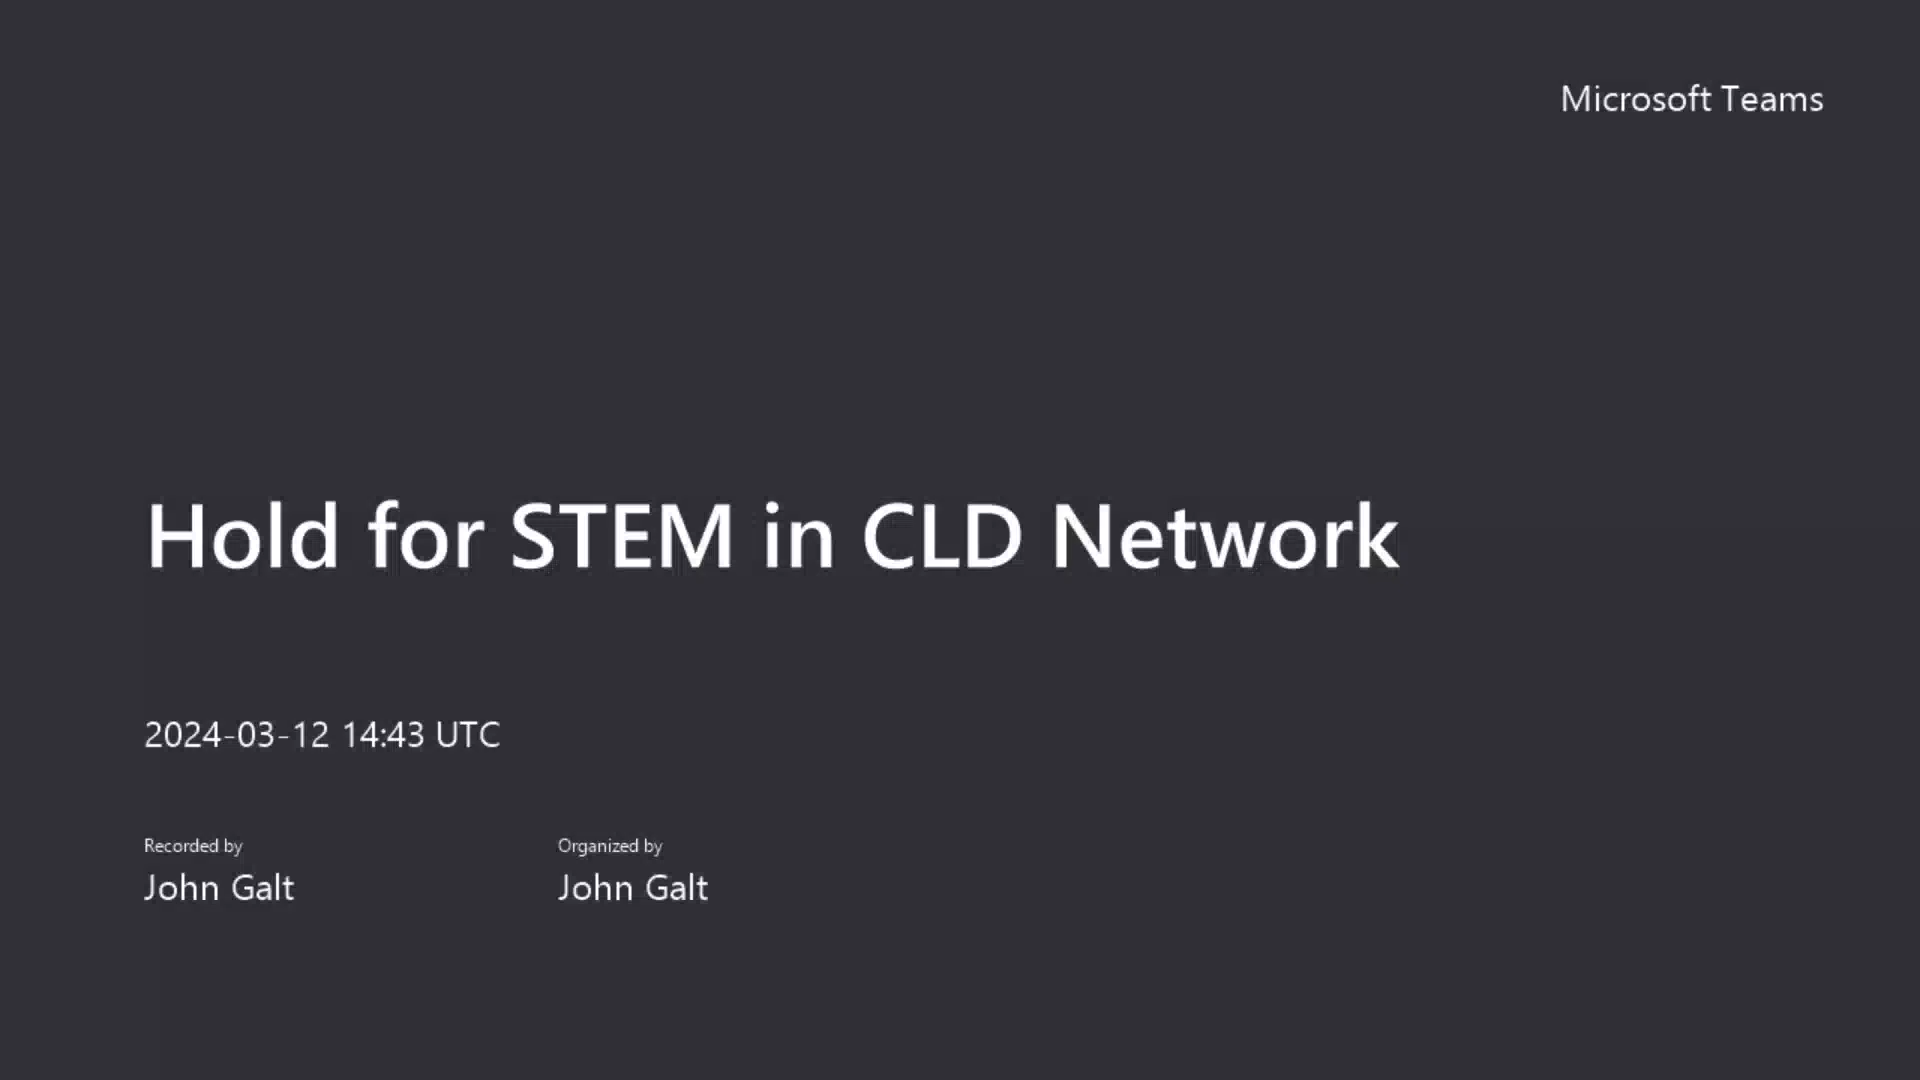 Microsoft Teams
Hold for STEM in CLD Network
2024-03-12 14:43 UTC
Recorded by
John Galt
Organized by
John Galt